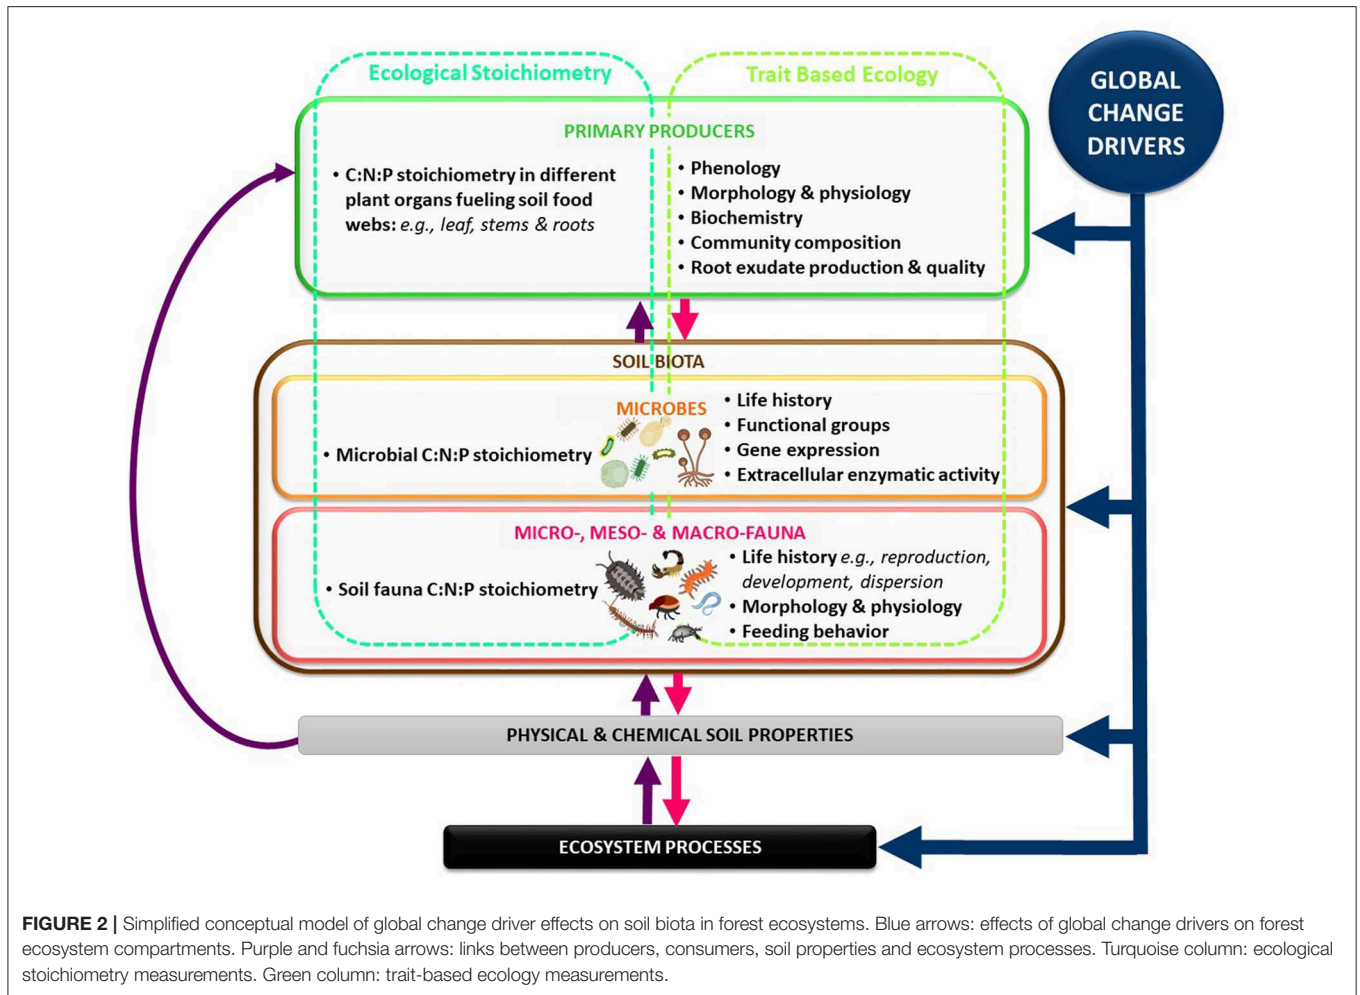 Ecological Stoichiometry
Trait Based Ecology
GLOBAL
CHANGE
DRIVERS
PRIMARY PRODUCERS
• C:N:P stoichiometry in different
plant organs fueling soil food
webs: e.g., leaf, stems & roots
• Phenology
• Morphology & physiology
• Biochemistry
• Community composition
• Root exudate production & quality
SOIL BIOTA
MICROBES
• Microbial C:N:P stoichiometry
• Life history
• Functional groups
• Gene expression
• Extracellular enzymatic activity
MICRO-, MESO- & MACRO-FAUNA
• Soil fauna C:N:P stoichiometry
• Life history e.g., reproduction,
development, dispersion
• Morphology & physiology
• Feeding behavior
PHYSICAL & CHEMICAL SOIL PROPERTIES
ECOSYSTEM PROCESSES
FIGURE 2 | Simplified conceptual model of global change driver effects on soil biota in forest ecosystems. Blue arrows: effects of global change drivers on forest
ecosystem compartments. Purple and fuchsia arrows: links between producers, consumers, soil properties and ecosystem processes. Turquoise column: ecological
stoichiometry measurements. Green column: trait-based ecology measurements.